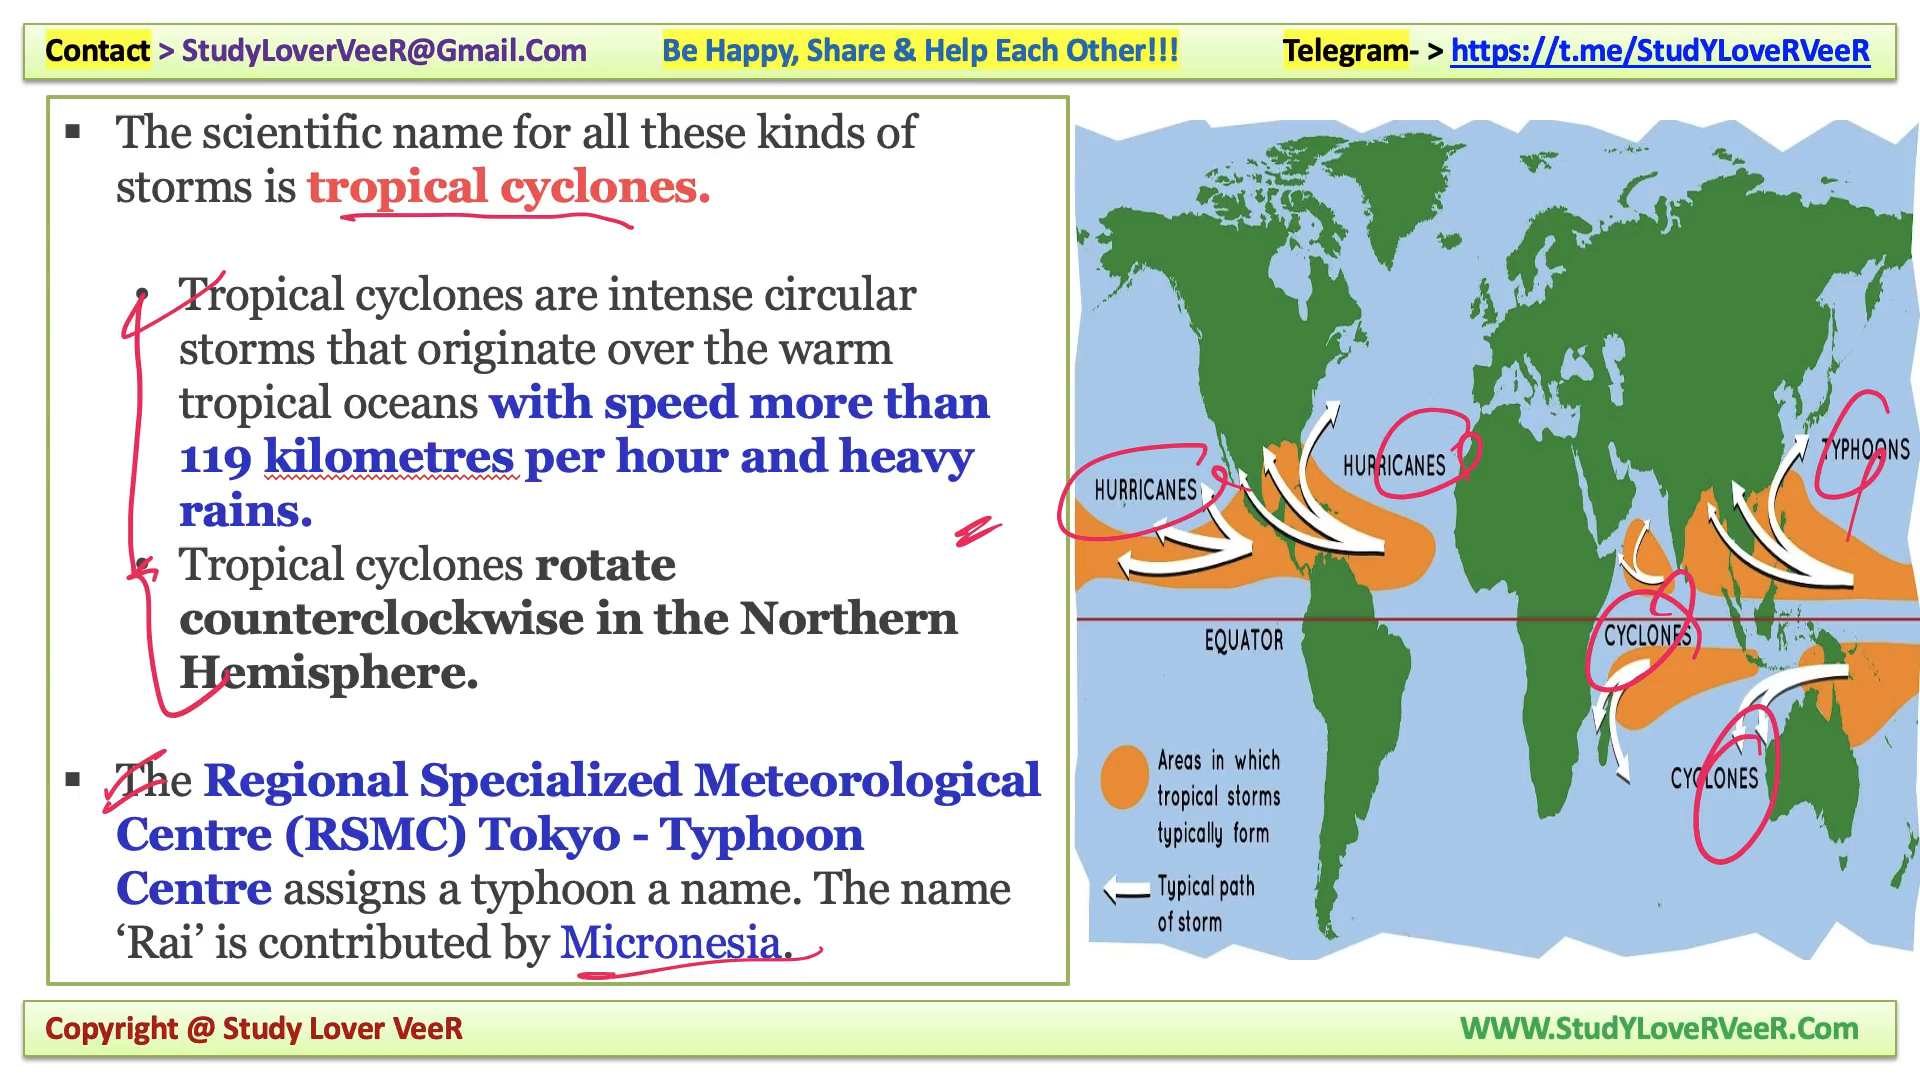 Contact > StudyLoverVeeR@Gmail.Com Be Happy, Share & Help Each Other!!! Telegram- > https://t.me/StudYLoveRVeeR
▪ The scientific name for all these kinds of
storms is tropical cyclones.
• Tropical cyclones are intense circular
storms that originate over the warm
tropical oceans with speed more than
119 kilometres per hour and heavy
rains.
• Tropical cyclones rotate
counterclockwise in the Northern
Hemisphere.
▪ The Regional Specialized Meteorological
Centre (RSMC) Tokyo - Typhoon
Centre assigns a typhoon a name. The name
‘Rai’ is contributed by Micronesia.
HURRICANES
HURRICANES
TYPHOONS
EQUATOR
CYCLONES
CYCLONES
Areas in which
tropical storms
typically form
Typical path
of storm
Copyright @ Study Lover VeeR WWW.StudYLoveRVeeR.Com